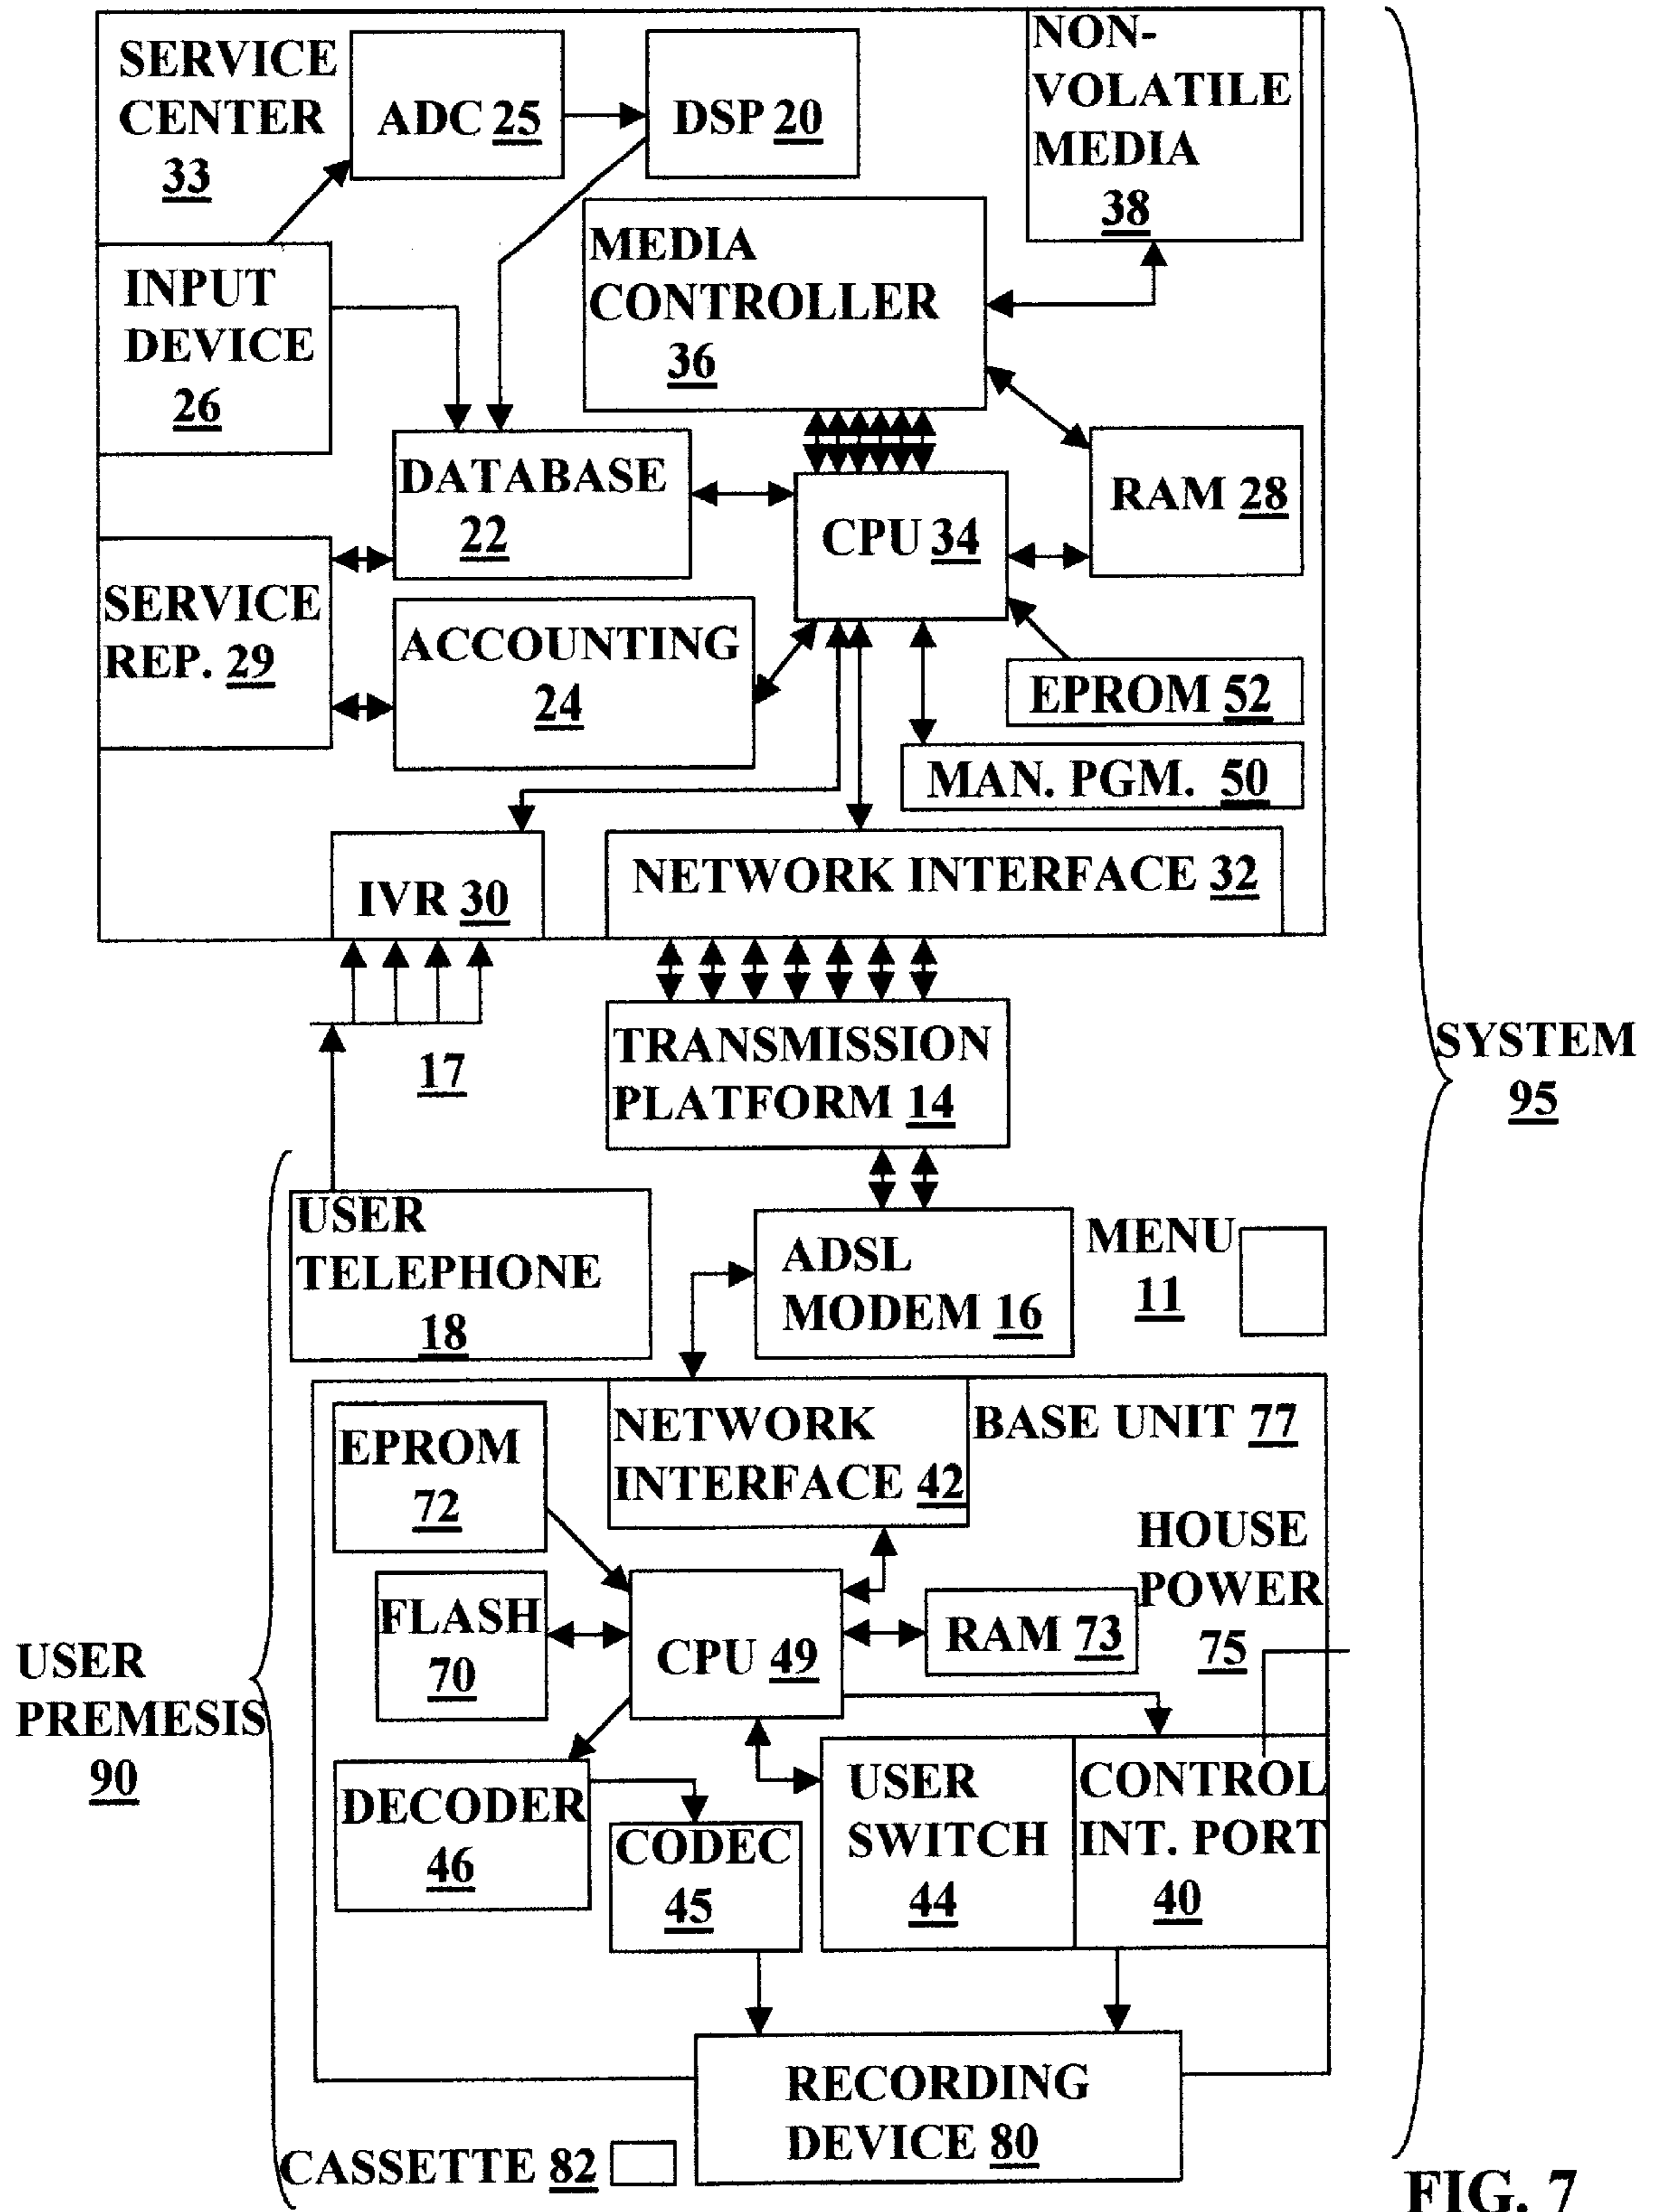 SERVICE
CENTER
33
ADC 25
DSP 20
NON-
VOLATILE
MEDIA
38
INPUT
DEVICE
26
MEDIA
CONTROLLER
36
DATABASE
22
CPU 34
RAM 28
SERVICE
REP. 29
ACCOUNTING
24
EPROM 52
MAN. PGM. 50
IVR 30
NETWORK INTERFACE 32
17
TRANSMISSION
PLATFORM 14
SYSTEM
95
USER
TELEPHONE
18
ADSL
MODEM 16
MENU
11
EPROM
72
NETWORK
INTERFACE 42
BASE UNIT 77
HOUSE
POWER
75
FLASH
70
CPU 49
RAM 73
USER
PREMESIS
90
DECODER
46
CODEC
45
USER
SWITCH
44
CONTROL
INT. PORT
40
RECORDING
DEVICE 80
CASSETTE 82
FIG. 7